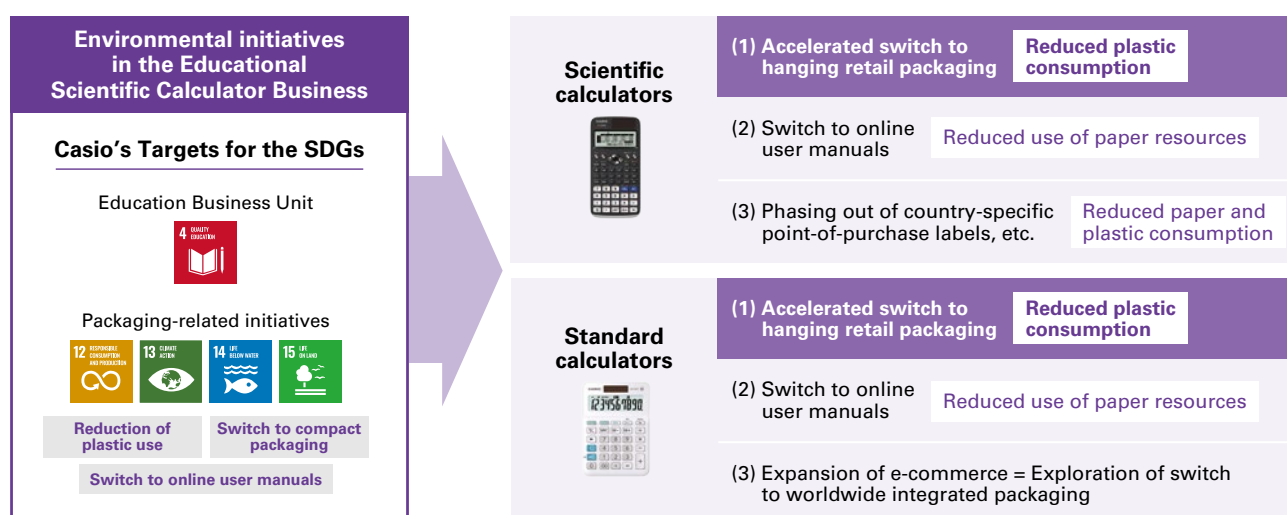 Environmental initiatives
in the Educational
Scientific Calculator Business
Casio's Targets for the SDGs
Education Business Unit
4 QUALITY
EDUCATION
Packaging-related initiatives
12 RESPONSIBLE
CONSUMPTION
AND PRODUCTION
13 CLIMATE
ACTION
14 LIFE
BELOW WATER
15 LIFE
ON LAND
Reduction of
plastic use
Switch to compact
packaging
Switch to online user manuals
Scientific
calculators
(1) Accelerated switch to
hanging retail packaging
Reduced plastic
consumption
(2) Switch to online
user manuals
Reduced use of paper resources
(3) Phasing out of country-specific
point-of-purchase labels, etc.
Reduced paper and
plastic consumption
Standard
calculators
1234567890
(1) Accelerated switch to
hanging retail packaging
Reduced plastic
consumption
(2) Switch to online
user manuals
Reduced use of paper resources
(3) Expansion of e-commerce = Exploration of switch
to worldwide integrated packaging